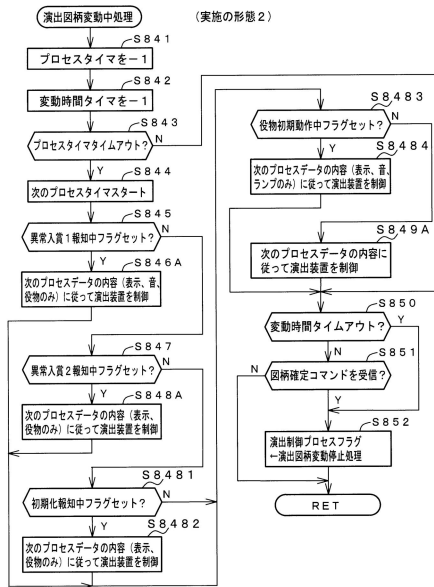 演出図柄変動中処理
(実施の形態2)
S841
プロセスタイマを－1
S842
変動時間タイマを－1
S843
プロセスタイマタイムアウト？
N
Y
S844
次のプロセスタイマスタート
S845
異常入賞1報知中フラグセット？
N
Y
S846A
次のプロセスデータの内容（表示、音、
役物のみ）に従って演出装置を制御
S847
異常入賞2報知中フラグセット？
N
Y
S848A
次のプロセスデータの内容（表示、
役物のみ）に従って演出装置を制御
S8481
初期化報知中フラグセット？
N
Y
S8482
次のプロセスデータの内容（表示、
役物のみ）に従って演出装置を制御
S8483
役物初期動作中フラグセット？
N
Y
S8484
次のプロセスデータの内容（表示、音、
ランプのみ）に従って演出装置を制御
S849A
次のプロセスデータの内容に
従って演出装置を制御
S850
変動時間タイムアウト？
Y
N
S851
N
図柄確定コマンドを受信？
Y
S852
演出制御プロセスフラグ
←演出図柄変動停止処理
RET